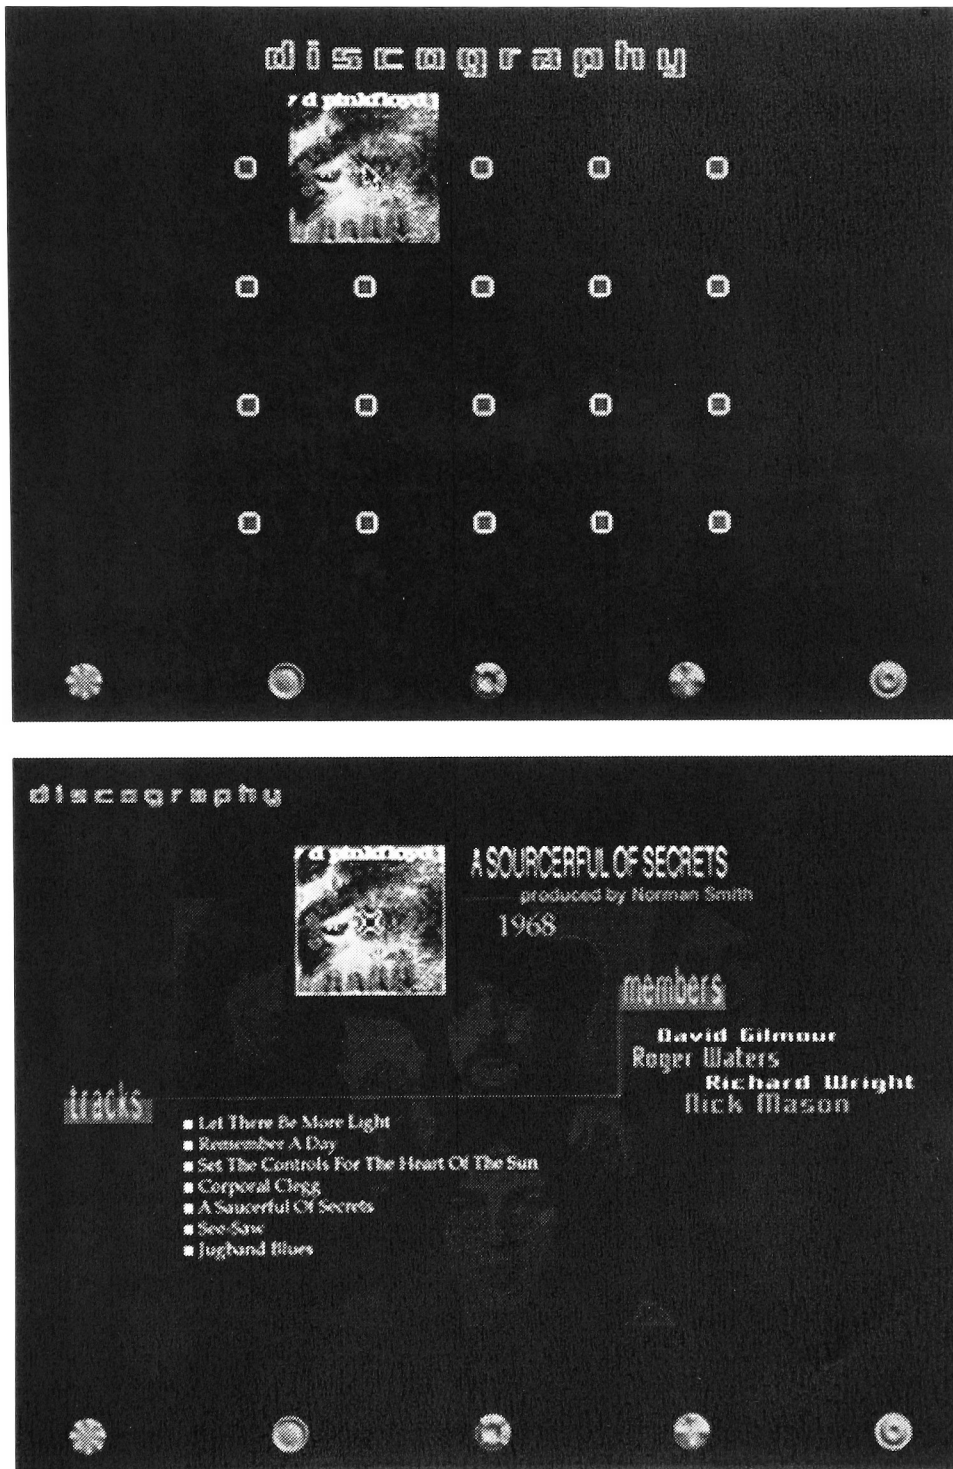 discography
r d pinkfloyd
discography
r d pinkfloyd
A SOURCERFUL OF SECRETS
produced by Norman Smith
1968
members
David Gilmour
Roger Waters
Richard Wright
Nick Mason
tracks
Let There Be More Light
Remember A Day
Set The Controls For The Heart Of The Sun
Corporal Clegg
A Saucerful Of Secrets
See-Saw
Jugband Blues